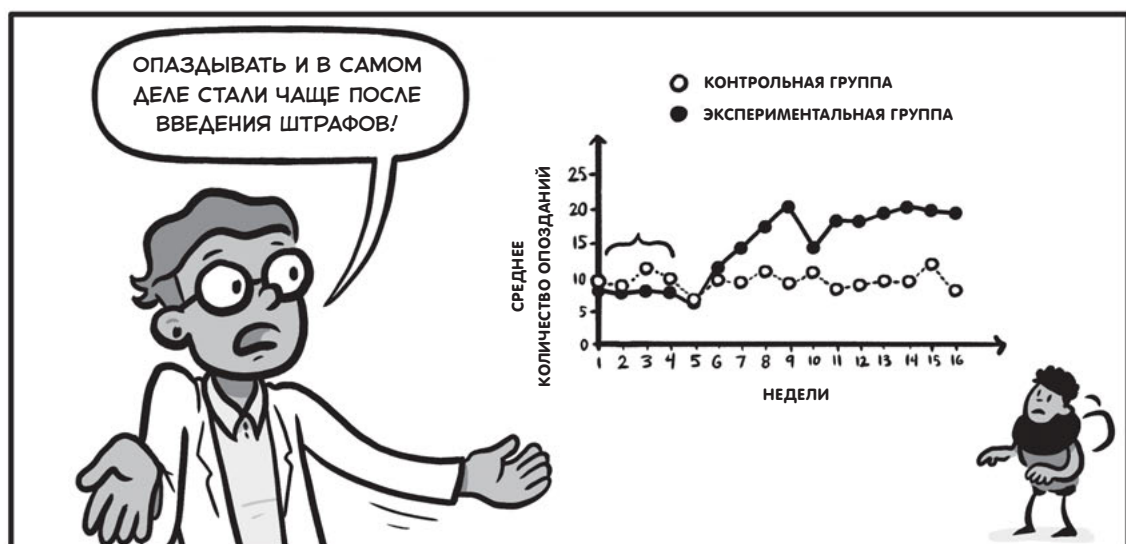 ОПАЗДЫВАТЬ И В САМОМ
ДЕЛЕ СТАЛИ ЧАЩЕ ПОСЛЕ
ВВЕДЕНИЯ ШТРАФОВ!
КОНТРОЛЬНАЯ ГРУППА
ЭКСПЕРИМЕНТАЛЬНАЯ ГРУППА
СРЕДНЕЕ
КОЛИЧЕСТВО ОПОЗДАНИЙ
25
20
15
10
5
0
1 2 3 4 5 6 7 8 9 10 11 12 13 14 15 16
НЕДЕЛИ